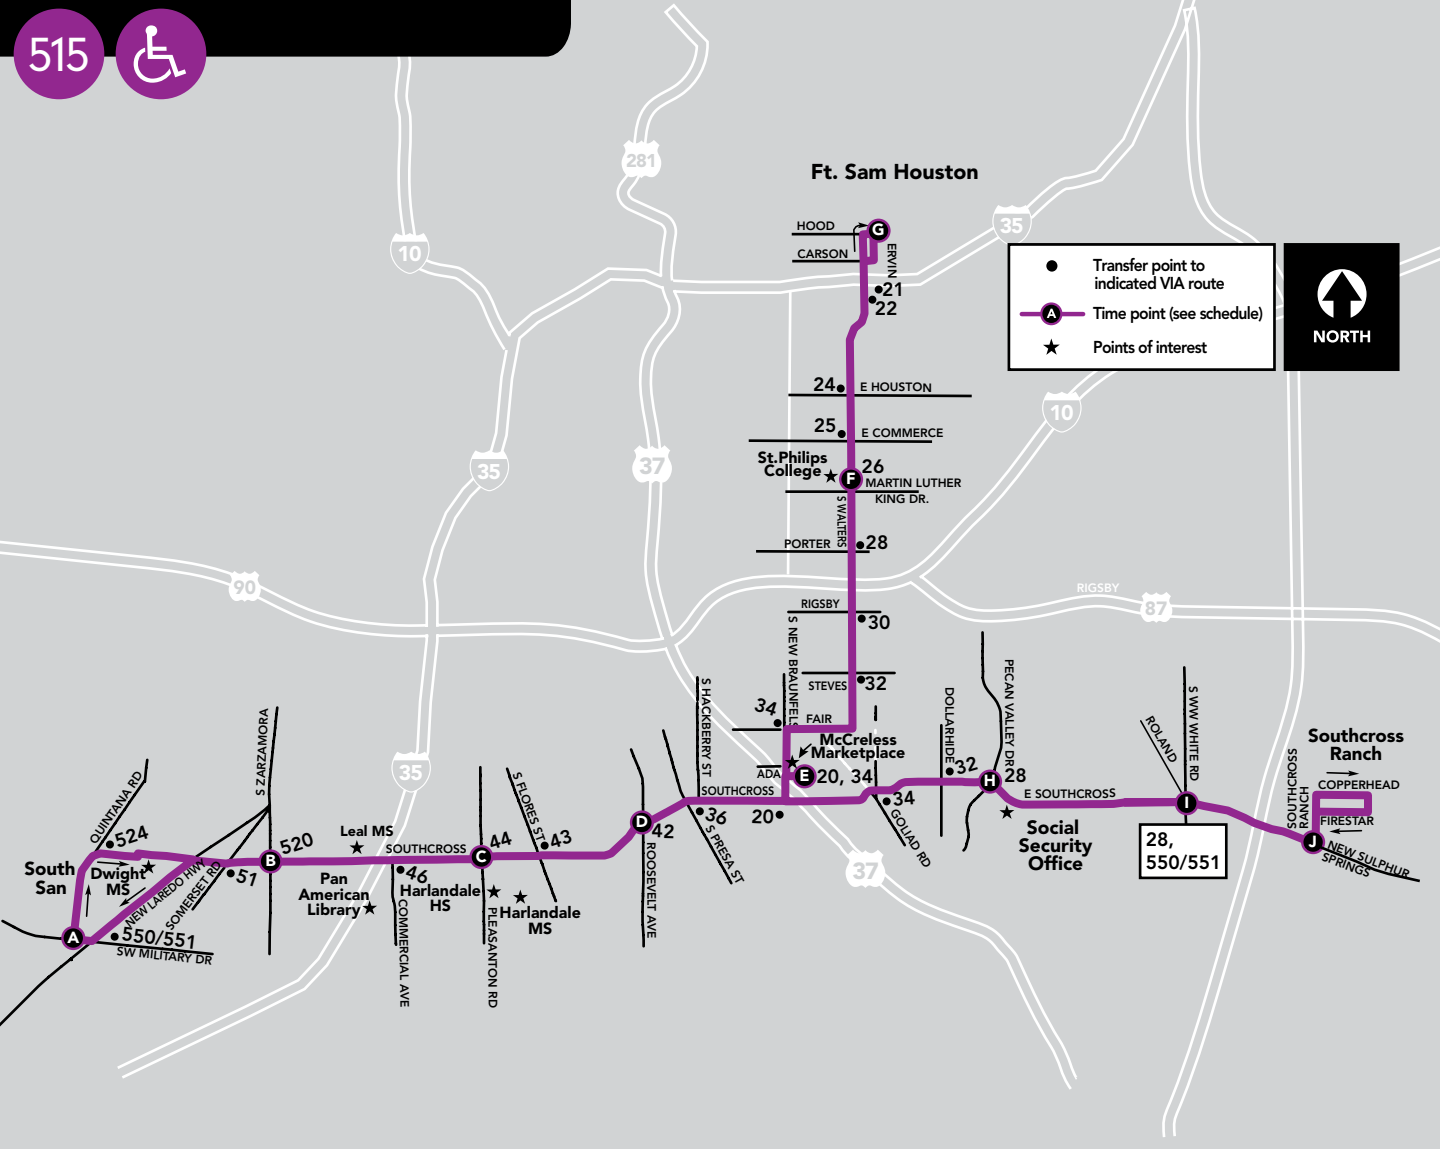 515
281
Ft. Sam Houston
HOOD
G
35
CARSON
ERVIN
10
Transfer point to
indicated VIA route
A
Time point (see schedule)
Points of interest
NORTH
21
22
24
E HOUSTON
10
25
E COMMERCE
St.Philips
College
26
F
MARTIN LUTHER
KING DR.
35
37
S WALTERS
PORTER
28
90
RIGSBY
87
RIGSBY
30
S NEW BRAUNFELS
STEVES
32
S HACKBERRY ST
34
FAIR
McCreless
Marketplace
ADA
E
20, 34
DOLLARHIDE
32
PECAN VALLEY DR
H
28
ROLAND
S WW WHITE RD
Southcross
Ranch
COPPERHEAD
SOUTHCROSS
RANCH
FIRESTAR
J
NEW SULPHUR
SPRINGS
35
S ZARZAMORA
QUINTANA RD
524
South
San
Dwight
MS
NEW LAREDO HWY
SOMERSET RD
51
A
550/551
SW MILITARY DR
B
520
Leal MS
SOUTHCROSS
Pan
American
Library
46
COMMERCIAL AVE
C
44
S FLORES ST
43
Harlandale
HS
Harlandale
MS
PLEASANTON RD
D
42
ROOSEVELT AVE
SOUTHCROSS
36
S PRESA ST
20
34
GOLIAD RD
37
E SOUTHCROSS
Social
Security
Office
I
28,
550/551